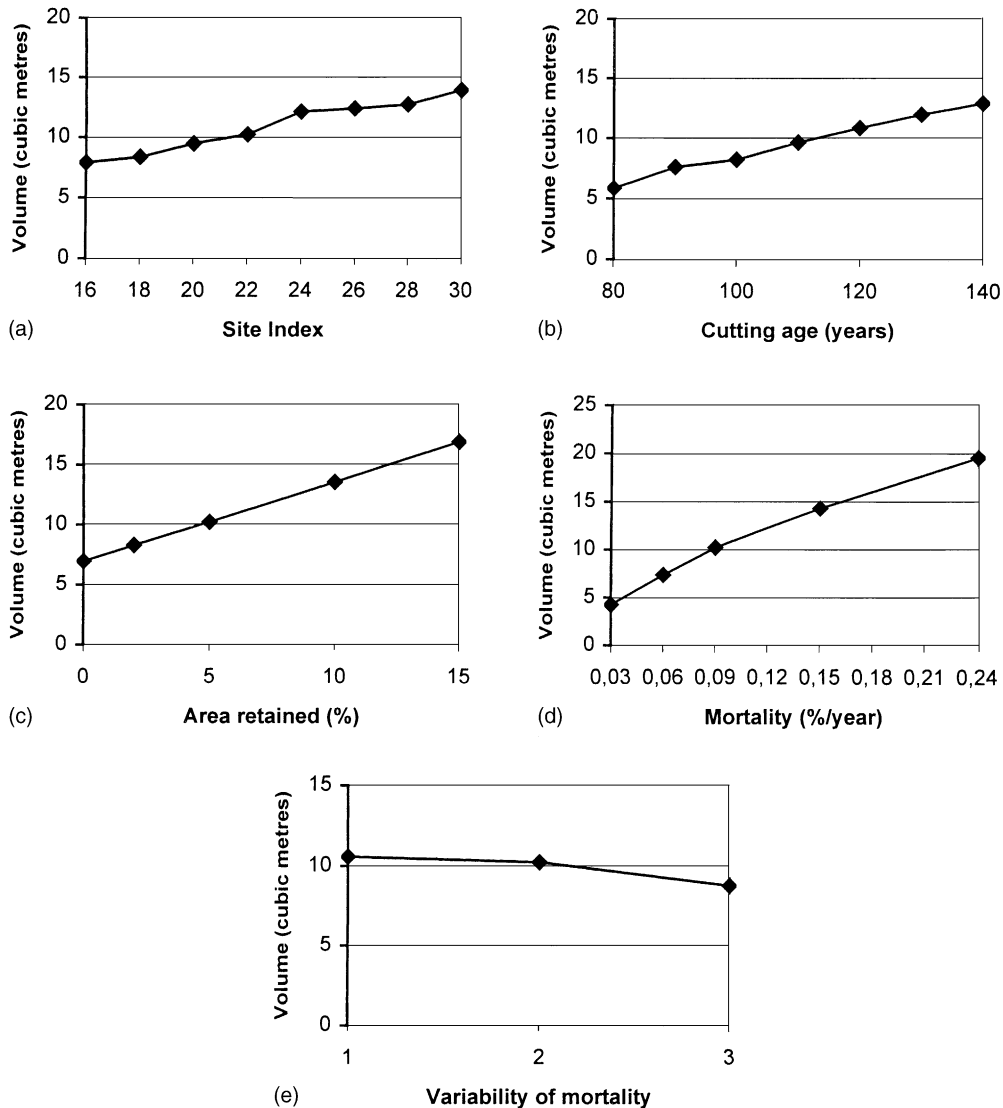 20
15
10
5
0
Volume (cubic metres)
16 18 20 22 24 26 28 30
(a) Site Index
20
15
10
5
0
Volume (cubic metres)
80 100 120 140
(b) Cutting age (years)
20
15
10
5
0
Volume (cubic metres)
0 5 10 15
(c) Area retained (%)
25
20
15
10
5
0
Volume (cubic metres)
0,03 0,06 0,09 0,12 0,15 0,18 0,21 0,24
(d) Mortality (%/year)
15
10
5
0
Volume (cubic metres)
1 2 3
(e) Variability of mortality